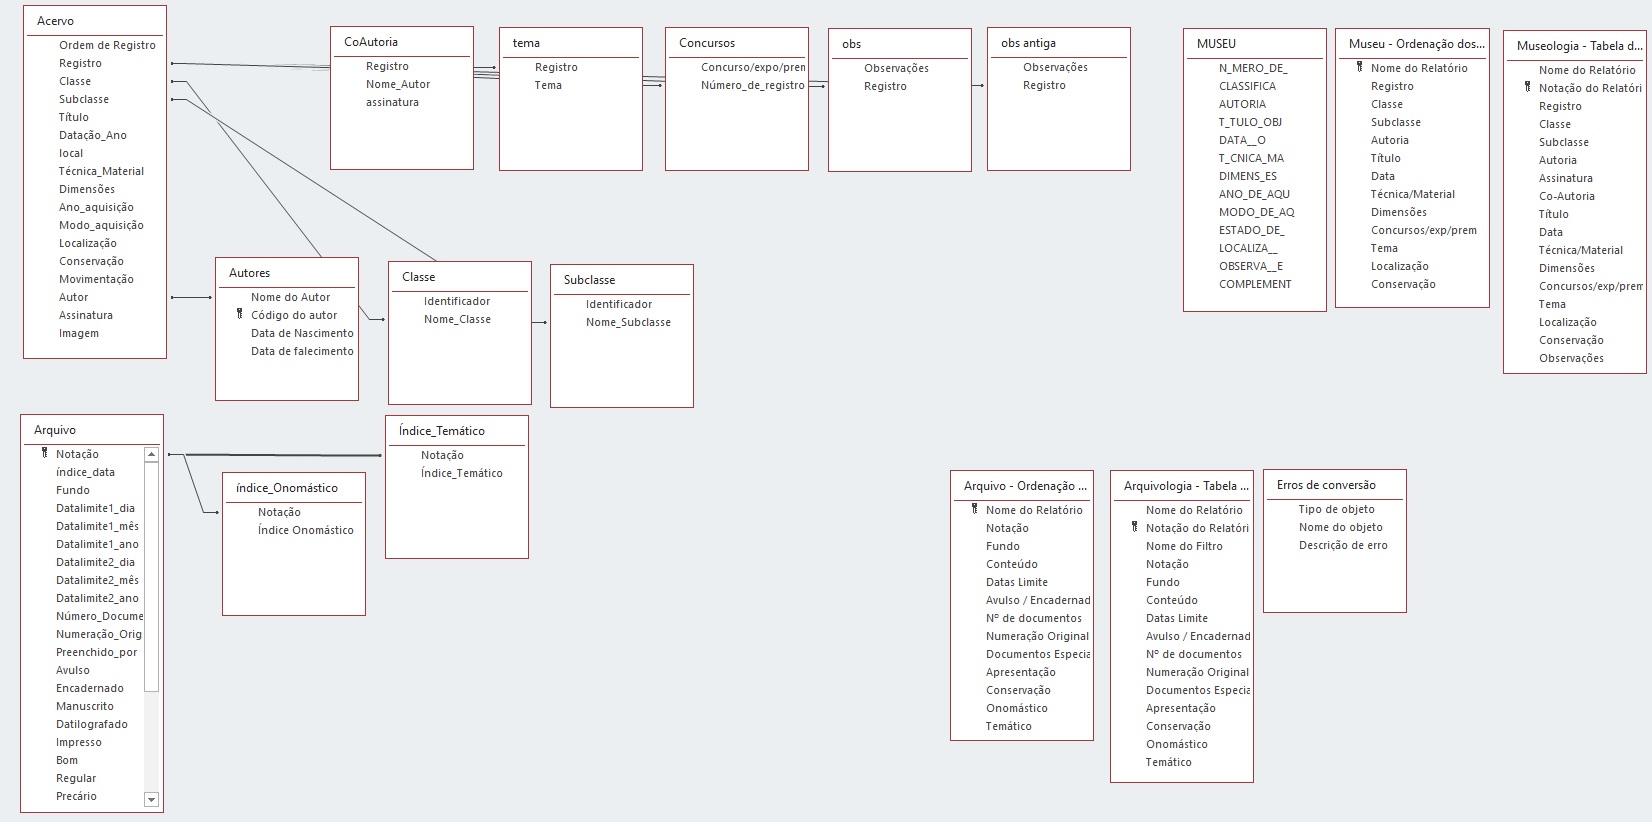 Acervo
Ordem de Registro
Registro
Classe
Subclasse
Título
Datação_Ano
local
Técnica_Material
Dimensões
Ano_aquisição
Modo_aquisição
Localização
Conservação
Movimentação
Autor
Assinatura
Imagem
CoAutoria
Registro
Nome_Autor
assinatura
tema
Registro
Tema
Concursos
Concurso/expo/prem
Número_de_registro
obs
Observações
Registro
obs antiga
Observações
Registro
MUSEU
N_MERO_DE_
CLASSIFICA
AUTORIA
T_TULO_OBJ
DATA__O
T_CNICA_MA
DIMENS_ES
ANO_DE_AQU
MODO_DE_AQ
ESTADO_DE_
LOCALIZA__
OBSERVA__E
COMPLEMENT
Museu - Ordenação dos...
Nome do Relatório
Registro
Classe
Subclasse
Autoria
Título
Data
Técnica/Material
Dimensões
Concursos/exp/prem
Tema
Localização
Conservação
Museologia - Tabela d...
Nome do Relatório
Notação do Relatóri
Registro
Classe
Subclasse
Autoria
Assinatura
Co-Autoria
Título
Data
Técnica/Material
Dimensões
Concursos/exp/prem
Tema
Localização
Conservação
Observações
Autores
Nome do Autor
Código do autor
Data de Nascimento
Data de falecimento
Classe
Identificador
Nome_Classe
Subclasse
Identificador
Nome_Subclasse
Arquivo
Notação
índice_data
Fundo
Datalimite1_dia
Datalimite1_mês
Datalimite1_ano
Datalimite2_dia
Datalimite2_mês
Datalimite2_ano
Número_Docume
Numeração_Orig
Preenchido_por
Avulso
Encadernado
Manuscrito
Datilografado
Impresso
Bom
Regular
Precário
índice_Onomástico
Notação
Índice Onomástico
Índice_Temático
Notação
Índice_Temático
Arquivo - Ordenação ...
Nome do Relatório
Notação
Fundo
Conteúdo
Datas Limite
Avulso / Encadernad
Nº de documentos
Numeração Original
Documentos Especia
Apresentação
Conservação
Onomástico
Temático
Arquivologia - Tabela ...
Nome do Relatório
Notação do Relatóri
Nome do Filtro
Notação
Fundo
Conteúdo
Datas Limite
Avulso / Encadernad
Nº de documentos
Numeração Original
Documentos Especia
Apresentação
Conservação
Onomástico
Temático
Erros de conversão
Tipo de objeto
Nome do objeto
Descrição de erro